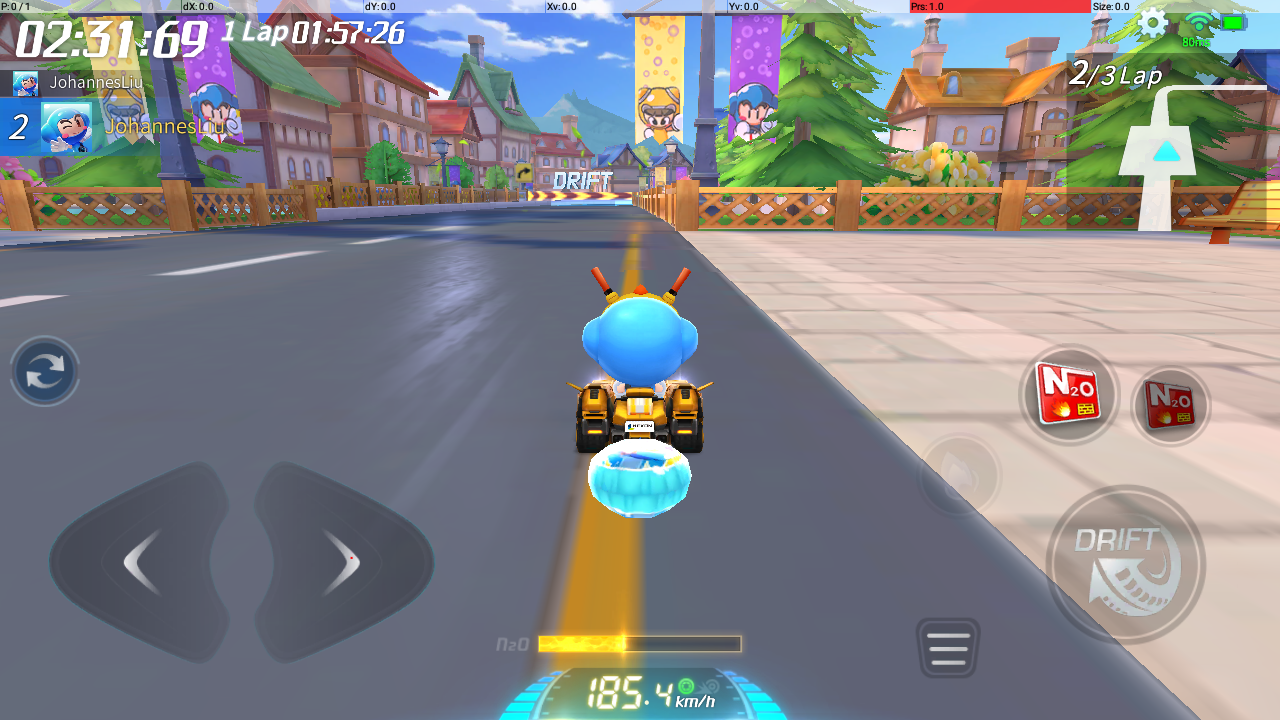 P: 0 / 1 dX: 0.0 dY: 0.0 Xv: 0.0 Yv: 0.0 Prs: 1.0 Size: 0.0
02:31:69 1 Lap 01:57:26
80ms
JohannesLiu
2/3 Lap
2 JohannesLiu
DRIFT
N2O N2O
NEXON
DRIFT
N2O
185.4 km/h